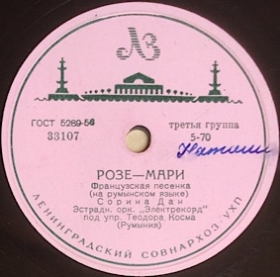 ЛЗ
ГОСТ 5289-56
третья группа
33107
5-70
РОЗЕ—МАРИ
Французская песенка
(на румынском языке)
Сорина Дан
Эстрадн. орк. „Электрекорд"
под упр. Теодора Косма
(Румыния)
ЛЕНИНГРАДСКИЙ СОВНАРХОЗ УХП